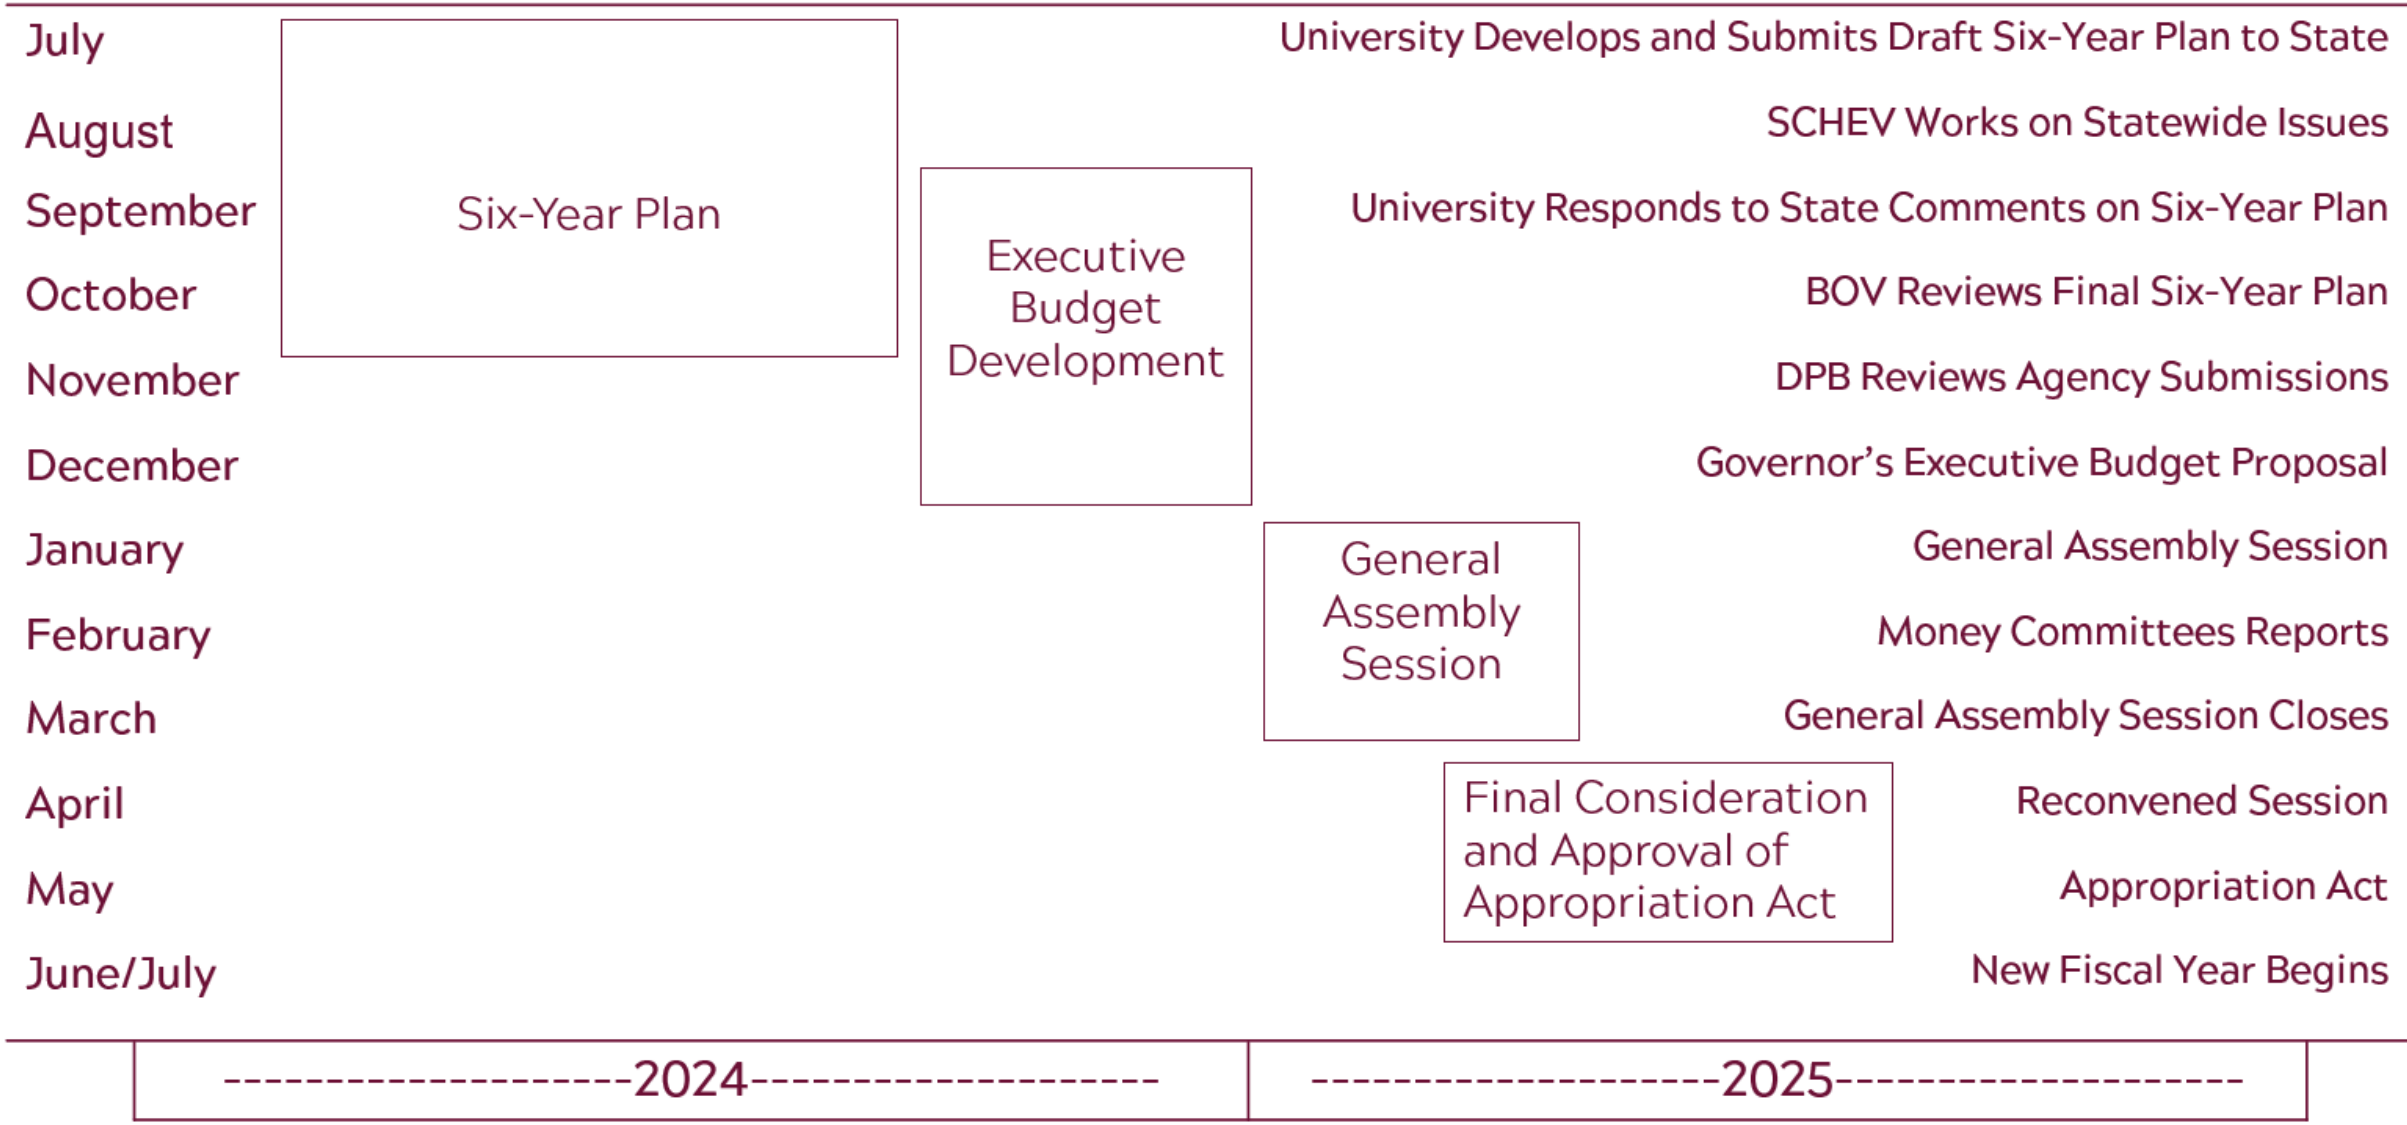 July
University Develops and Submits Draft Six-Year Plan to State
August
SCHEV Works on Statewide Issues
September
Six-Year Plan
University Responds to State Comments on Six-Year Plan
Executive
Budget
Development
October
BOV Reviews Final Six-Year Plan
November
DPB Reviews Agency Submissions
December
Governor's Executive Budget Proposal
January
General
Assembly
Session
General Assembly Session
February
Money Committees Reports
March
General Assembly Session Closes
April
Final Consideration
and Approval of
Appropriation Act
Reconvened Session
May
Appropriation Act
June/July
New Fiscal Year Begins
--------------------2024--------------------
--------------------2025--------------------